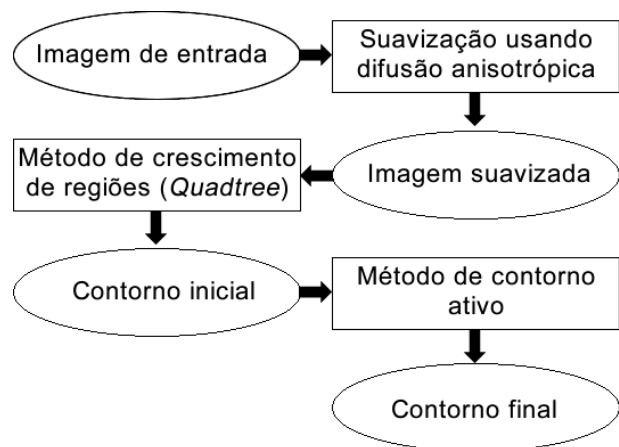 Imagem de entrada
Suavização usando
difusão anisotrópica
Imagem suavizada
Método de crescimento
de regiões (Quadtree)
Contorno inicial
Método de contorno
ativo
Contorno final